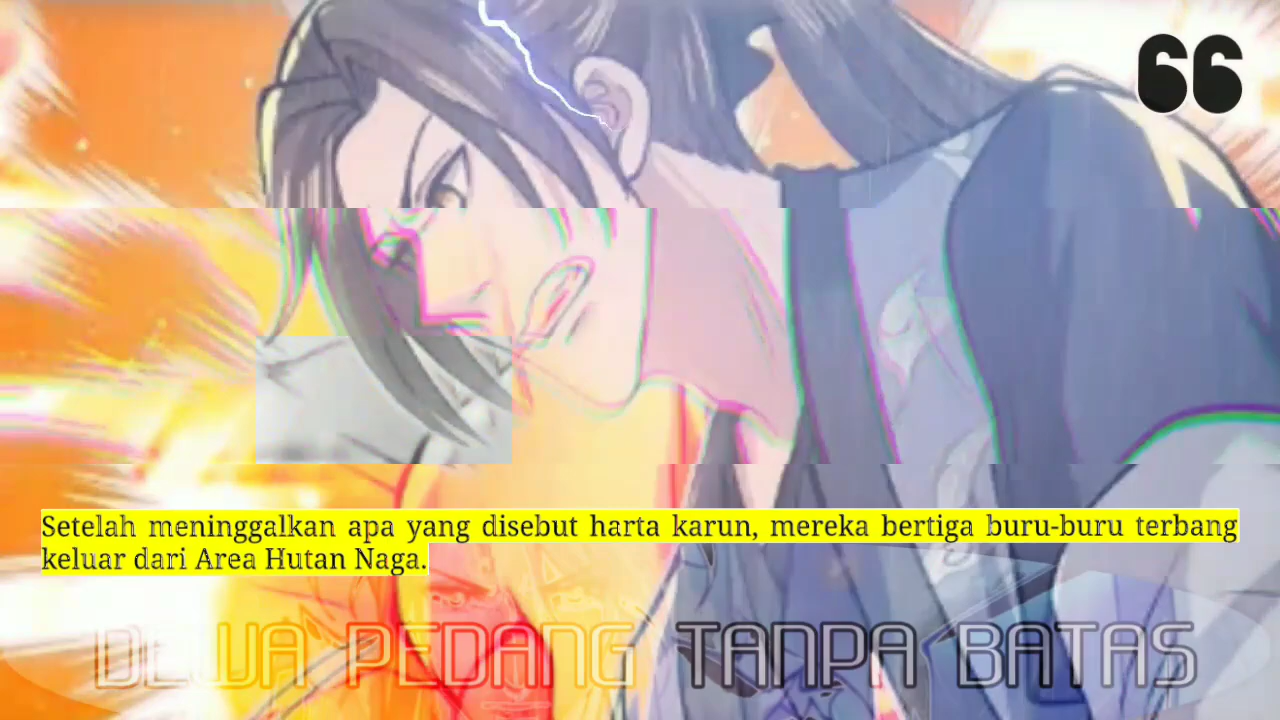 66
Setelah meninggalkan apa yang disebut harta karun, mereka bertiga buru-buru terbang
keluar dari Area Hutan Naga.
DEWA PEDANG TANPA BATAS